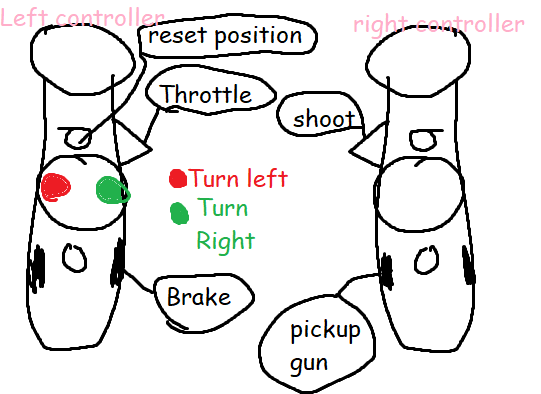 Left controller
right controller
reset position
Throttle
shoot
Turn left
Turn
Right
Brake
pickup
gun